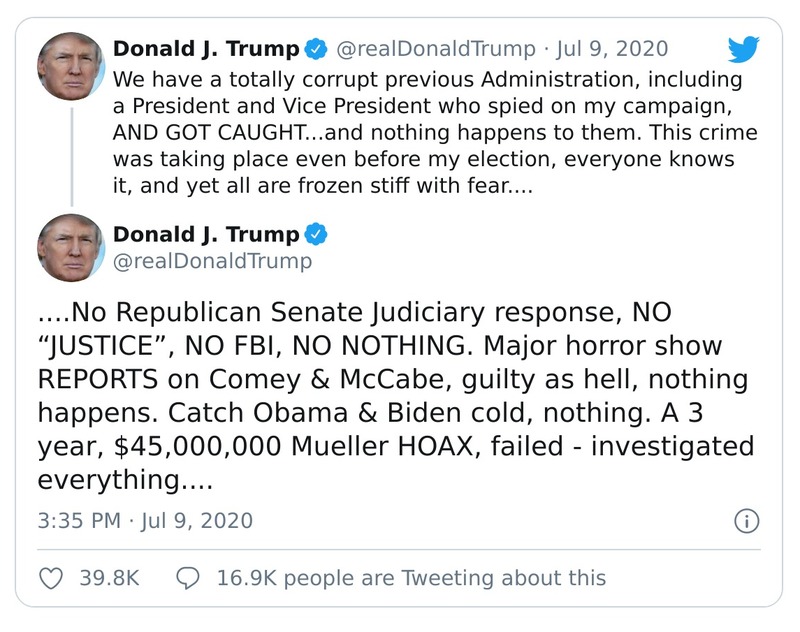 Donald J. Trump @realDonaldTrump · Jul 9, 2020
We have a totally corrupt previous Administration, including
a President and Vice President who spied on my campaign,
AND GOT CAUGHT...and nothing happens to them. This crime
was taking place even before my election, everyone knows
it, and yet all are frozen stiff with fear....
Donald J. Trump
@realDonaldTrump
....No Republican Senate Judiciary response, NO
“JUSTICE”, NO FBI, NO NOTHING. Major horror show
REPORTS on Comey & McCabe, guilty as hell, nothing
happens. Catch Obama & Biden cold, nothing. A 3
year, $45,000,000 Mueller HOAX, failed - investigated
everything....
3:35 PM · Jul 9, 2020
39.8K 16.9K people are Tweeting about this